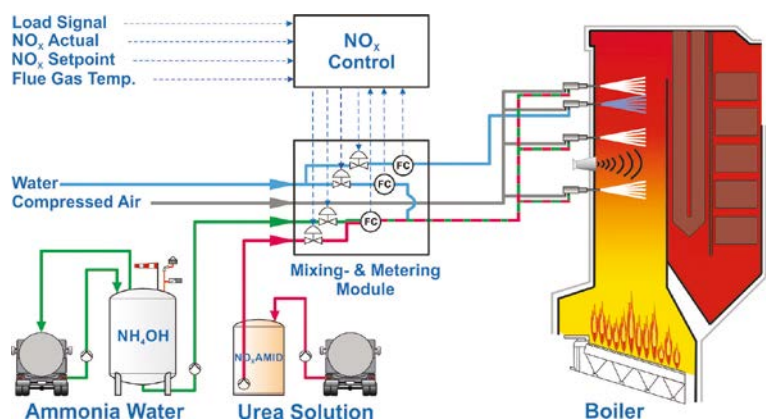 Load Signal
NOx Actual
NOx Setpoint
Flue Gas Temp.
NOx
Control
Water
Compressed Air
FC
FC
FC
Mixing- & Metering
Module
NH4OH
NOxAMID
Ammonia Water
Urea Solution
Boiler